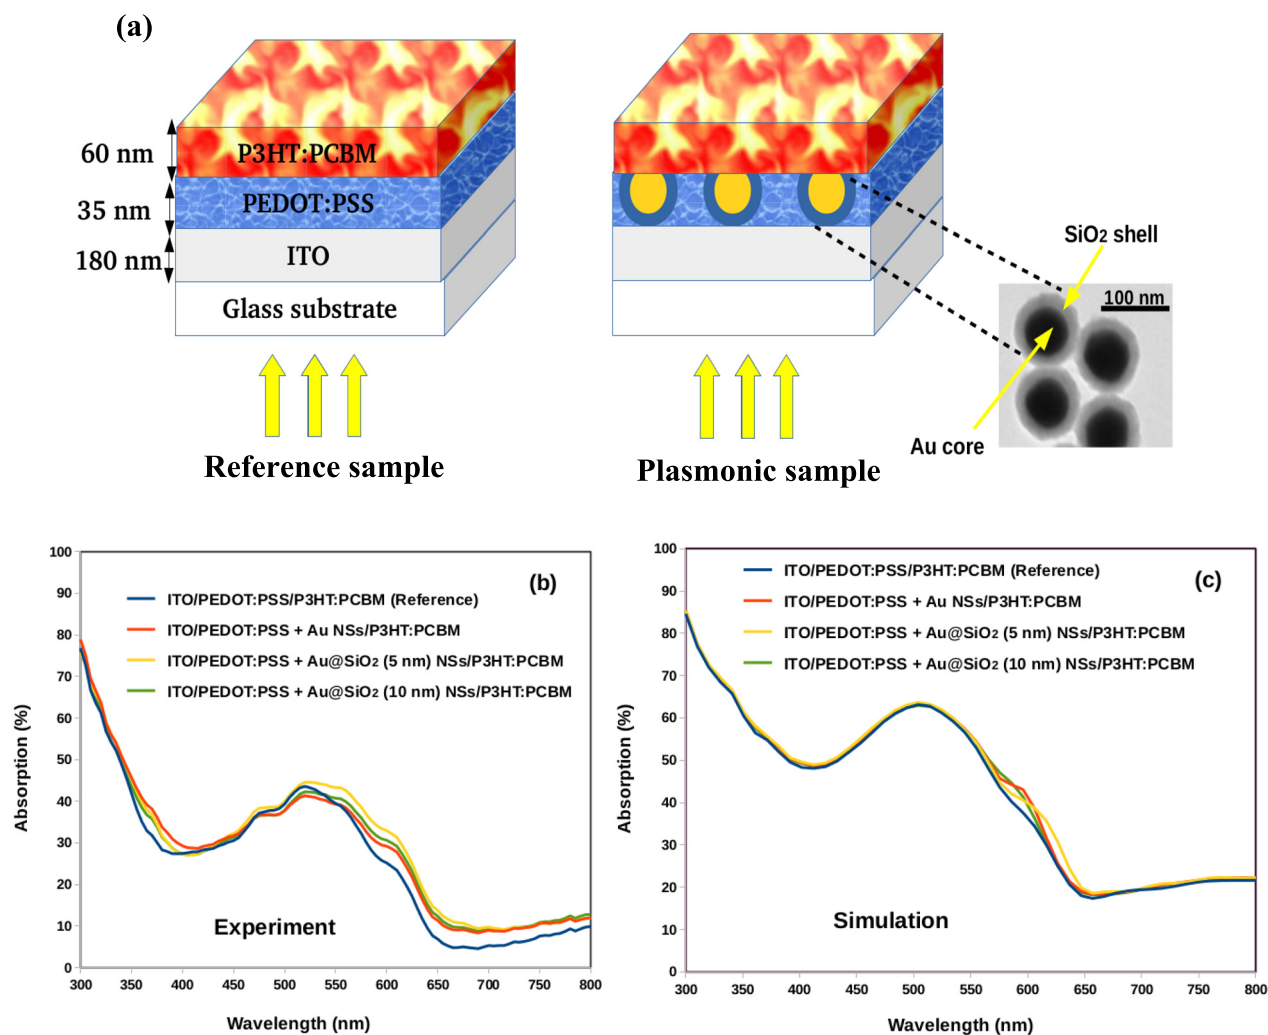 (a)
60 nm
P3HT:PCBM
35 nm
PEDOT:PSS
180 nm
ITO
Glass substrate
SiO2 shell
100 nm
Au core
Reference sample
Plasmonic sample
(b)
ITO/PEDOT:PSS/P3HT:PCBM (Reference)
ITO/PEDOT:PSS + Au NSs/P3HT:PCBM
ITO/PEDOT:PSS + Au@SiO2 (5 nm) NSs/P3HT:PCBM
ITO/PEDOT:PSS + Au@SiO2 (10 nm) NSs/P3HT:PCBM
Experiment
Absorption (%)
100
90
80
70
60
50
40
30
20
10
0
300 350 400 450 500 550 600 650 700 750 800
Wavelength (nm)
(c)
ITO/PEDOT:PSS/P3HT:PCBM (Reference)
ITO/PEDOT:PSS + Au NSs/P3HT:PCBM
ITO/PEDOT:PSS + Au@SiO2 (5 nm) NSs/P3HT:PCBM
ITO/PEDOT:PSS + Au@SiO2 (10 nm) NSs/P3HT:PCBM
Simulation
Absorption (%)
100
90
80
70
60
50
40
30
20
10
0
300 350 400 450 500 550 600 650 700 750 800
Wavelength (nm)